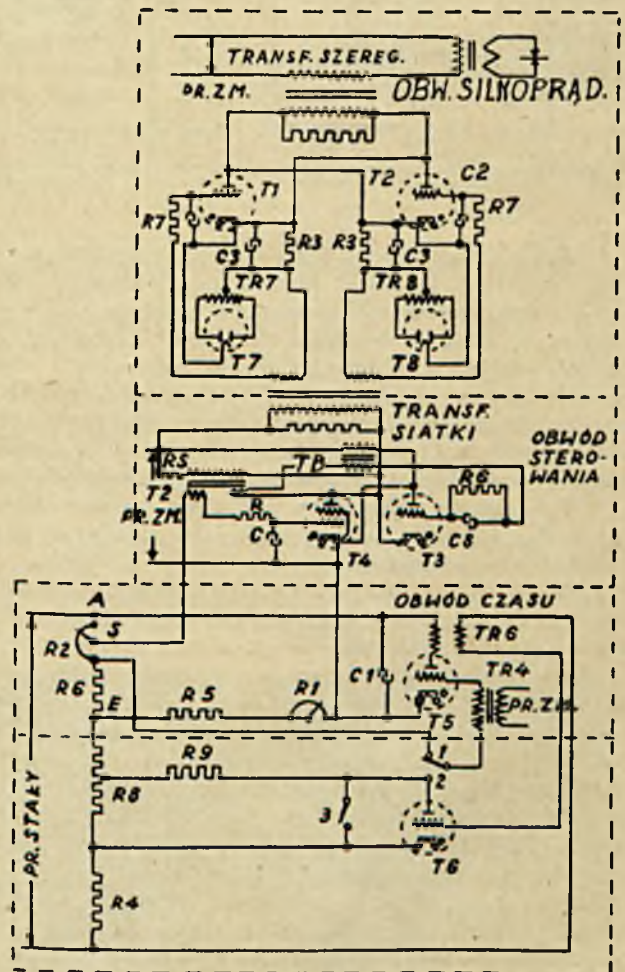 TRANSF. SZEREG.
PR. ZM.
OBW. SILNOPRĄD.
T1 T2 C2
R7 R7
C3 R3 R3 C3
TR7 TR8
T7 T8
TRANSF.
SIATKI
OBWÓD
STERO-
WANIA
R5 TB R6
T2
R
PR. ZM. C T4 T3 C8
A OBWÓD CZASU
S
R2 TR6
R6 C1 TR4
E R5 R1 T5 PR. ZM.
1
R9
R8 2
3
T6
PR. STAŁY
R4